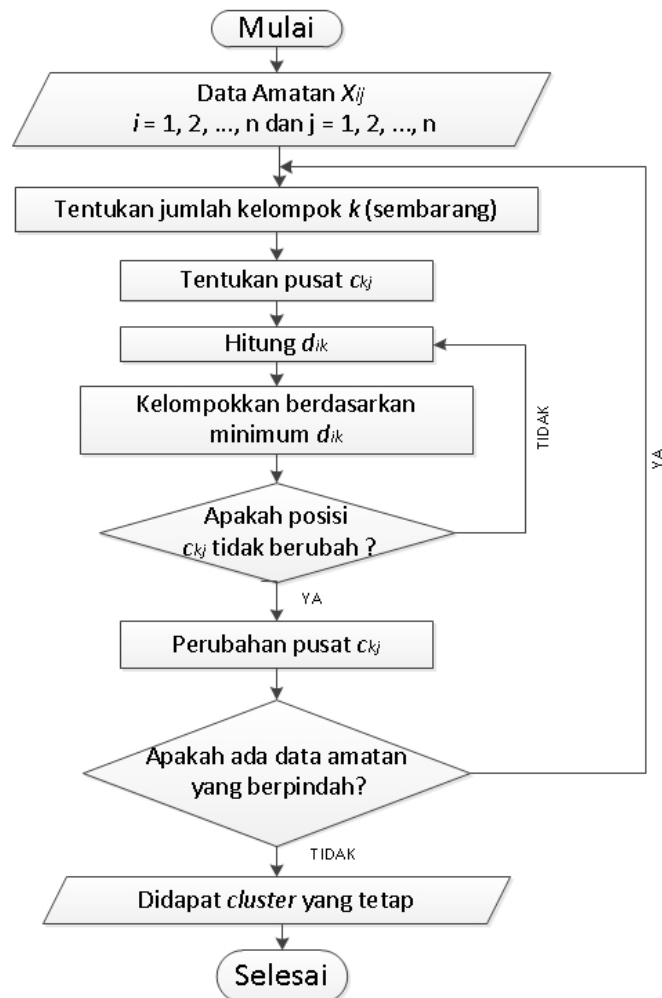 Mulai
Data Amatan Xij
i = 1, 2, ..., n dan j = 1, 2, ..., n
Tentukan jumlah kelompok k (sembarang)
Tentukan pusat ckj
Hitung dik
Kelompokkan berdasarkan
minimum dik
TIDAK
YA
Apakah posisi
ckj tidak berubah ?
YA
Perubahan pusat ckj
Apakah ada data amatan
yang berpindah?
TIDAK
Didapat cluster yang tetap
Selesai